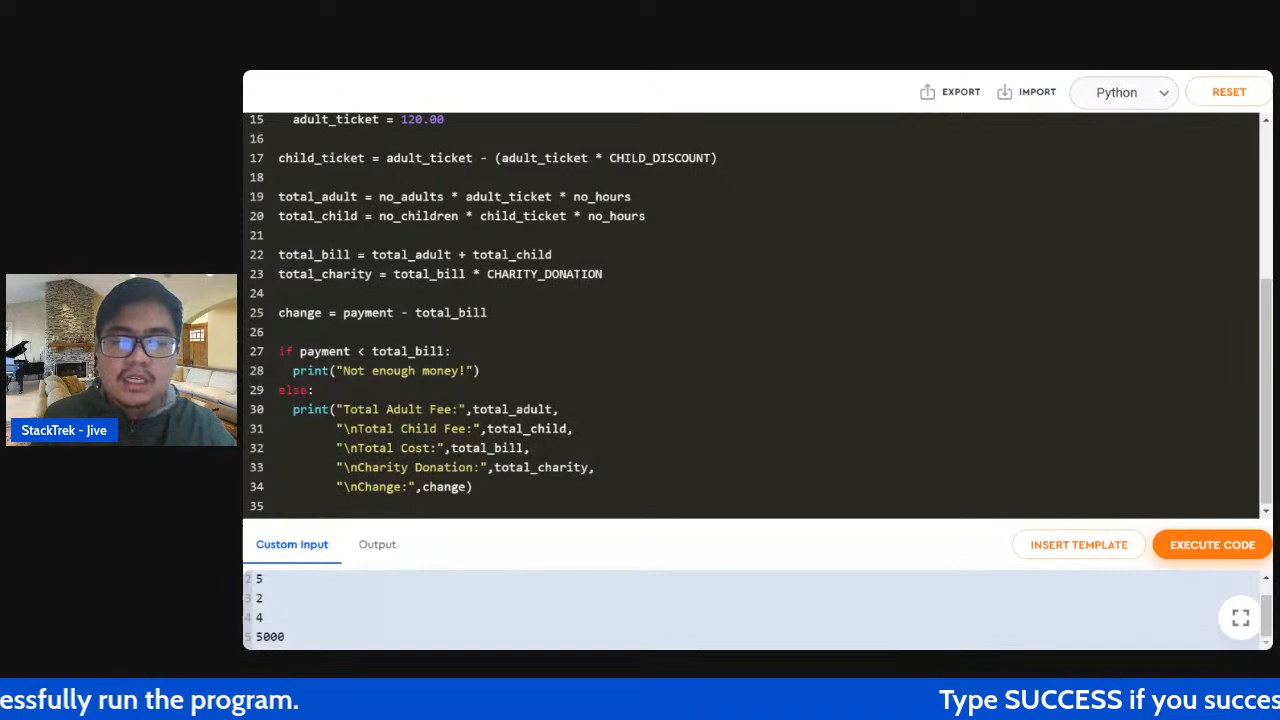 EXPORT IMPORT Python RESET
15 adult_ticket = 120.00
16
17 child_ticket = adult_ticket - (adult_ticket * CHILD_DISCOUNT)
18
19 total_adult = no_adults * adult_ticket * no_hours
20 total_child = no_children * child_ticket * no_hours
21
22 total_bill = total_adult + total_child
23 total_charity = total_bill * CHARITY_DONATION
24
25 change = payment - total_bill
26
27 if payment < total_bill:
28 print("Not enough money!")
29 else:
30 print("Total Adult Fee:",total_adult,
31 "\nTotal Child Fee:",total_child,
32 "\nTotal Cost:",total_bill,
33 "\nCharity Donation:",total_charity,
34 "\nChange:",change)
35
StackTrek - Jive
Custom Input Output INSERT TEMPLATE EXECUTE CODE
2 5
3 2
4 4
5 5000
essfully run the program. Type SUCCESS if you succes